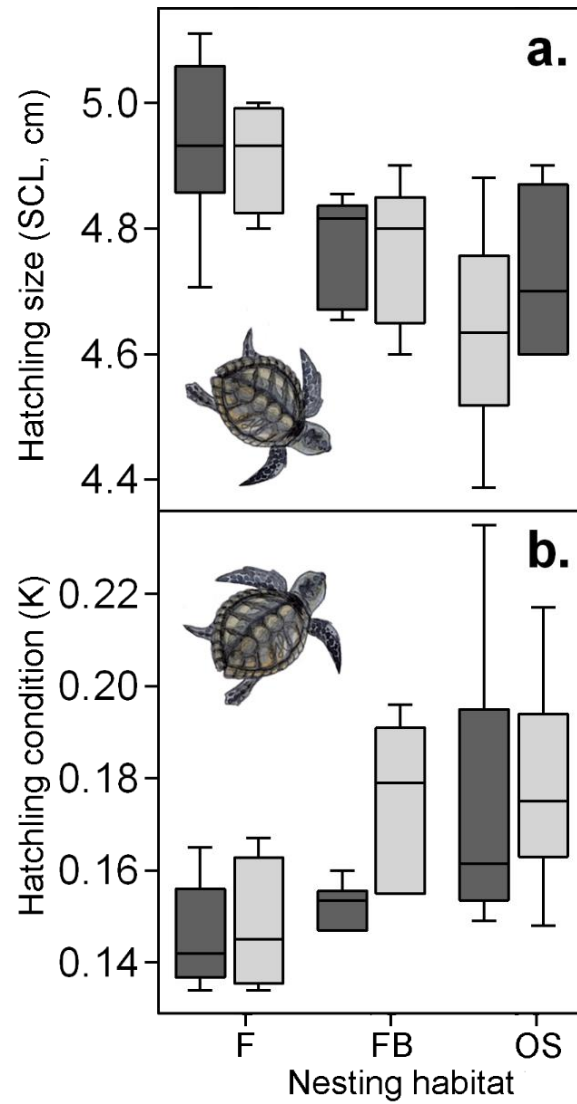 a.
Hatchling size (SCL, cm)
5.0
4.8
4.6
4.4
b.
Hatchling condition (K)
0.22
0.20
0.18
0.16
0.14
F FB OS
Nesting habitat